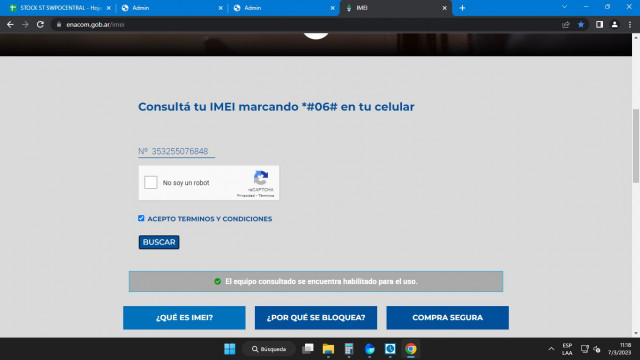 STOCK ST SWPOCENTRAL - Hoja
Admin
Admin
IMEI
enacom.gob.ar/imei
Consultá tu IMEI marcando *#06# en tu celular
Nº 353255076848
No soy un robot
reCAPTCHA
Privacidad - Términos
ACEPTO TERMINOS Y CONDICIONES
BUSCAR
El equipo consultado se encuentra habilitado para el uso.
¿QUÉ ES IMEI?
¿POR QUÉ SE BLOQUEA?
COMPRA SEGURA
Búsqueda
ESP
LAA
11:18
7/3/2023